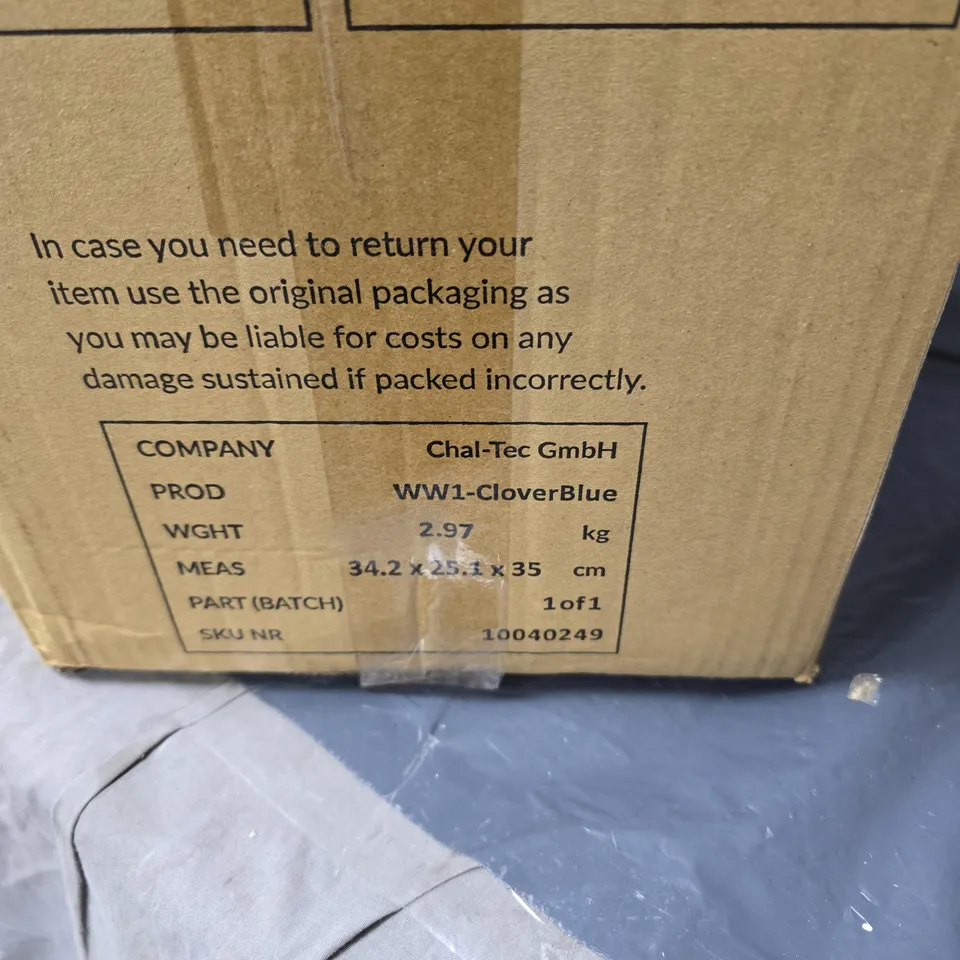 In case you need to return your
item use the original packaging as
you may be liable for costs on any
damage sustained if packed incorrectly.
COMPANY Chal-Tec GmbH
PROD WW1-CloverBlue
WGHT 2.97 kg
MEAS 34.2 x 25.1 x 35 cm
PART (BATCH) 1of1
SKU NR 10040249